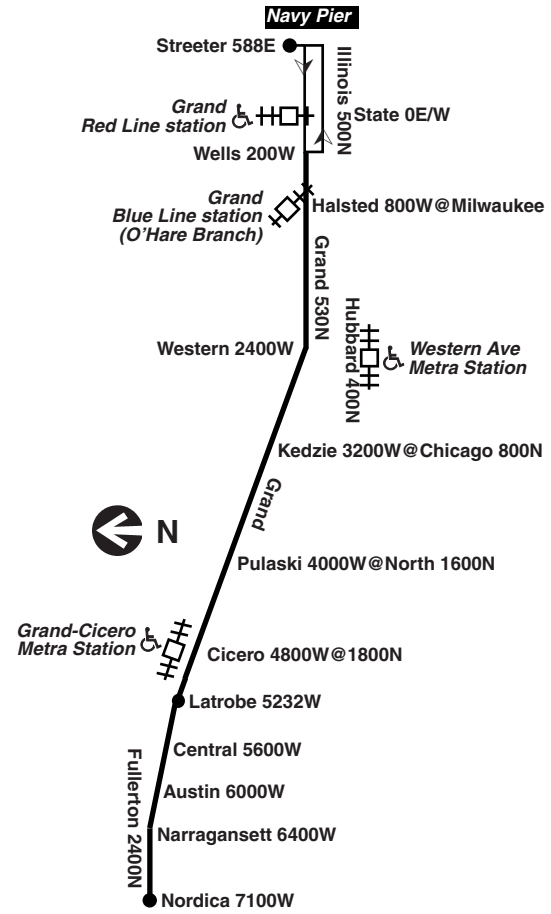 Navy Pier
Streeter 588E
Illinois 500N
Grand
Red Line station
State 0E/W
Wells 200W
Grand
Blue Line station
(O'Hare Branch)
Halsted 800W@Milwaukee
Grand 530N
Hubbard 400N
Western 2400W
Western Ave
Metra Station
Kedzie 3200W@Chicago 800N
Grand
N
Pulaski 4000W@North 1600N
Grand-Cicero
Metra Station
Cicero 4800W@1800N
Latrobe 5232W
Central 5600W
Fullerton 2400N
Austin 6000W
Narragansett 6400W
Nordica 7100W